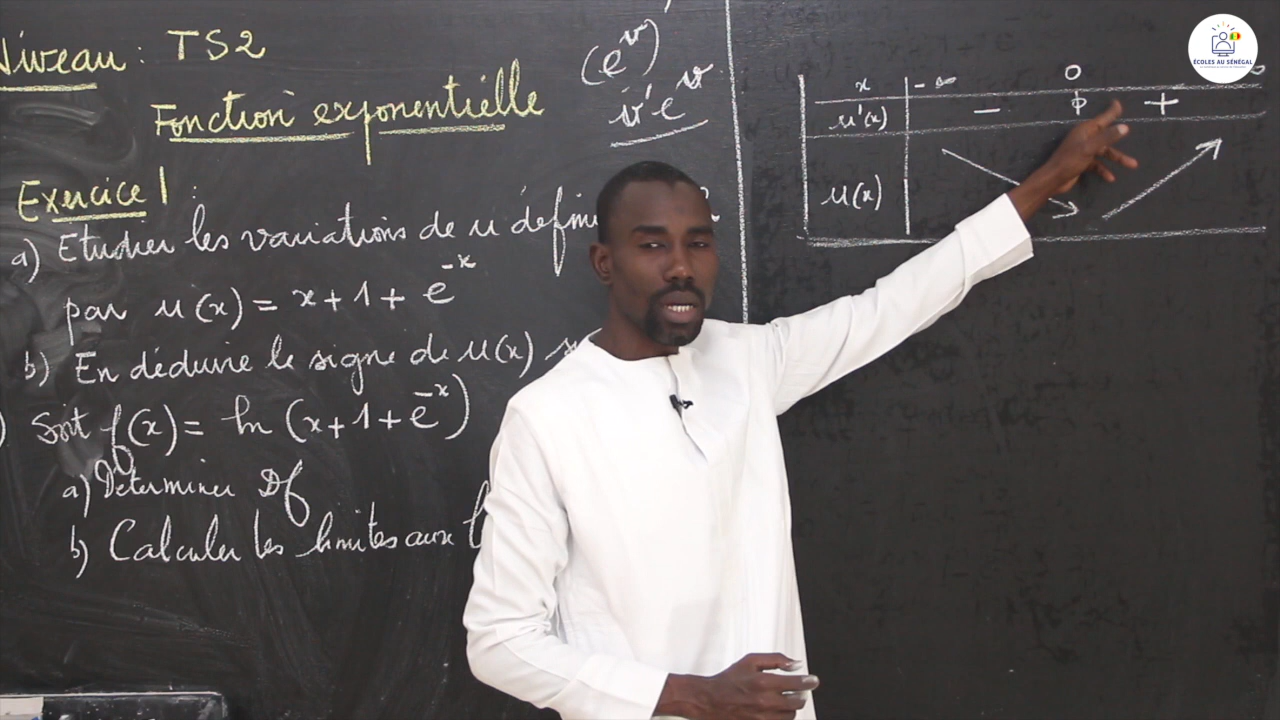 Niveau : TS2
Fonction exponentielle
(e^v)
v'e^v
Exercice 1 :
a) Etudier les variations de u défini
par u(x) = x+1+e^-x
b) En déduire le signe de u(x)
) Soit f(x) = ln(x+1+e^-x)
a) Déterminer Df
b) Calculer les limites aux
x -∞ 0
u'(x) - 0 +
u(x)
ÉCOLES AU SÉNÉGAL